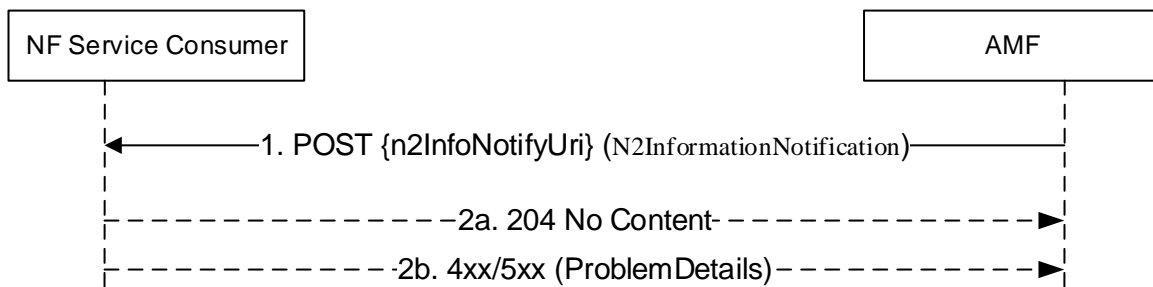 NF Service Consumer
AMF
1. POST {n2InfoNotifyUri} (N2InformationNotification)
2a. 204 No Content
2b. 4xx/5xx (ProblemDetails)